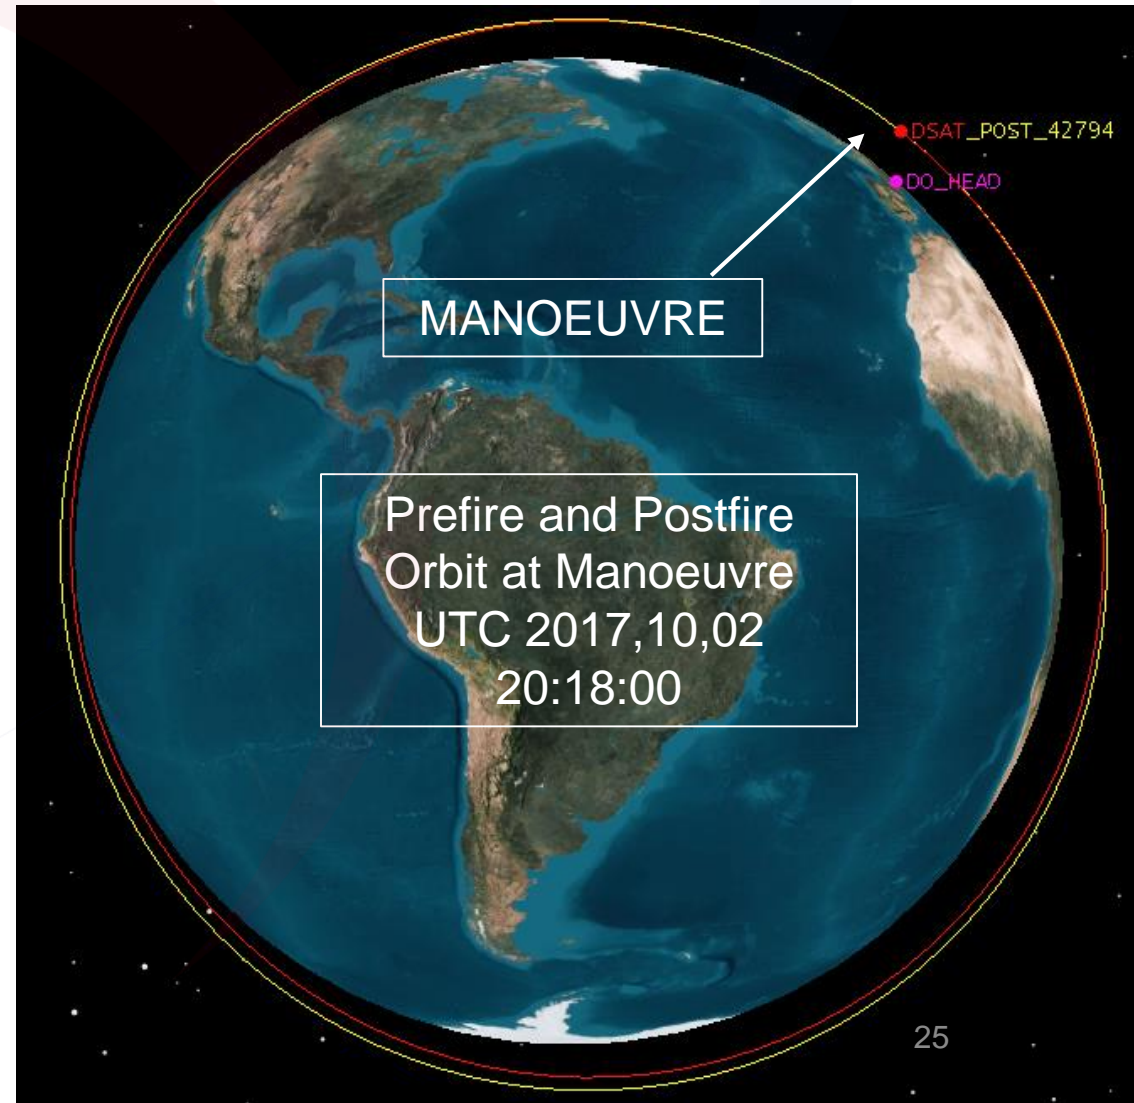 DSAT_POST_42794
DO_HEAD
MANOEUVRE
Prefire and Postfire
Orbit at Manoeuvre
UTC 2017,10,02
20:18:00
25